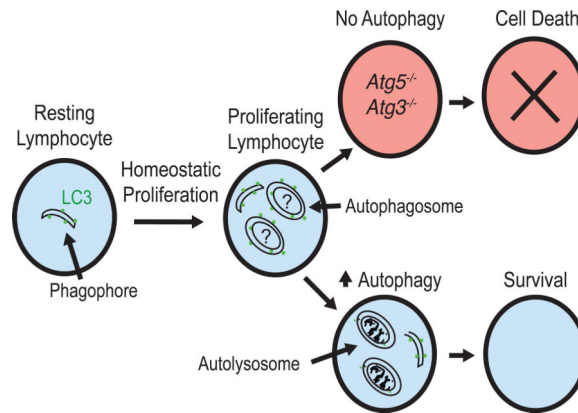 No Autophagy
Cell Death
Atg5-/-
Atg3-/-
Resting
Lymphocyte
LC3
Phagophore
Homeostatic
Proliferation
Proliferating
Lymphocyte
?
?
Autophagosome
Autophagy
Survival
Autolysosome